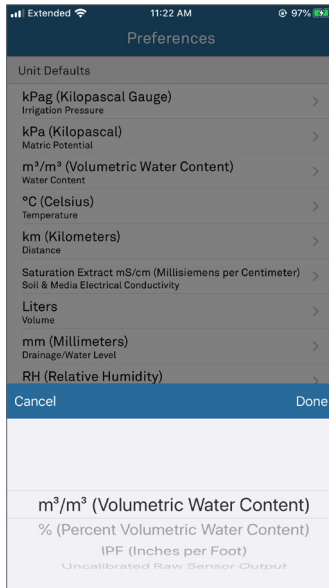 Extended 11:22 AM 97%
Preferences
Unit Defaults
kPag (Kilopascal Gauge)
Irrigation Pressure
kPa (Kilopascal)
Matric Potential
m³/m³ (Volumetric Water Content)
Water Content
°C (Celsius)
Temperature
km (Kilometers)
Distance
Saturation Extract mS/cm (Millisiemens per Centimeter)
Soil & Media Electrical Conductivity
Liters
Volume
mm (Millimeters)
Drainage/Water Level
RH (Relative Humidity)
Cancel Done
m³/m³ (Volumetric Water Content)
% (Percent Volumetric Water Content)
IPF (Inches per Foot)
Uncalibrated Raw Sensor Output